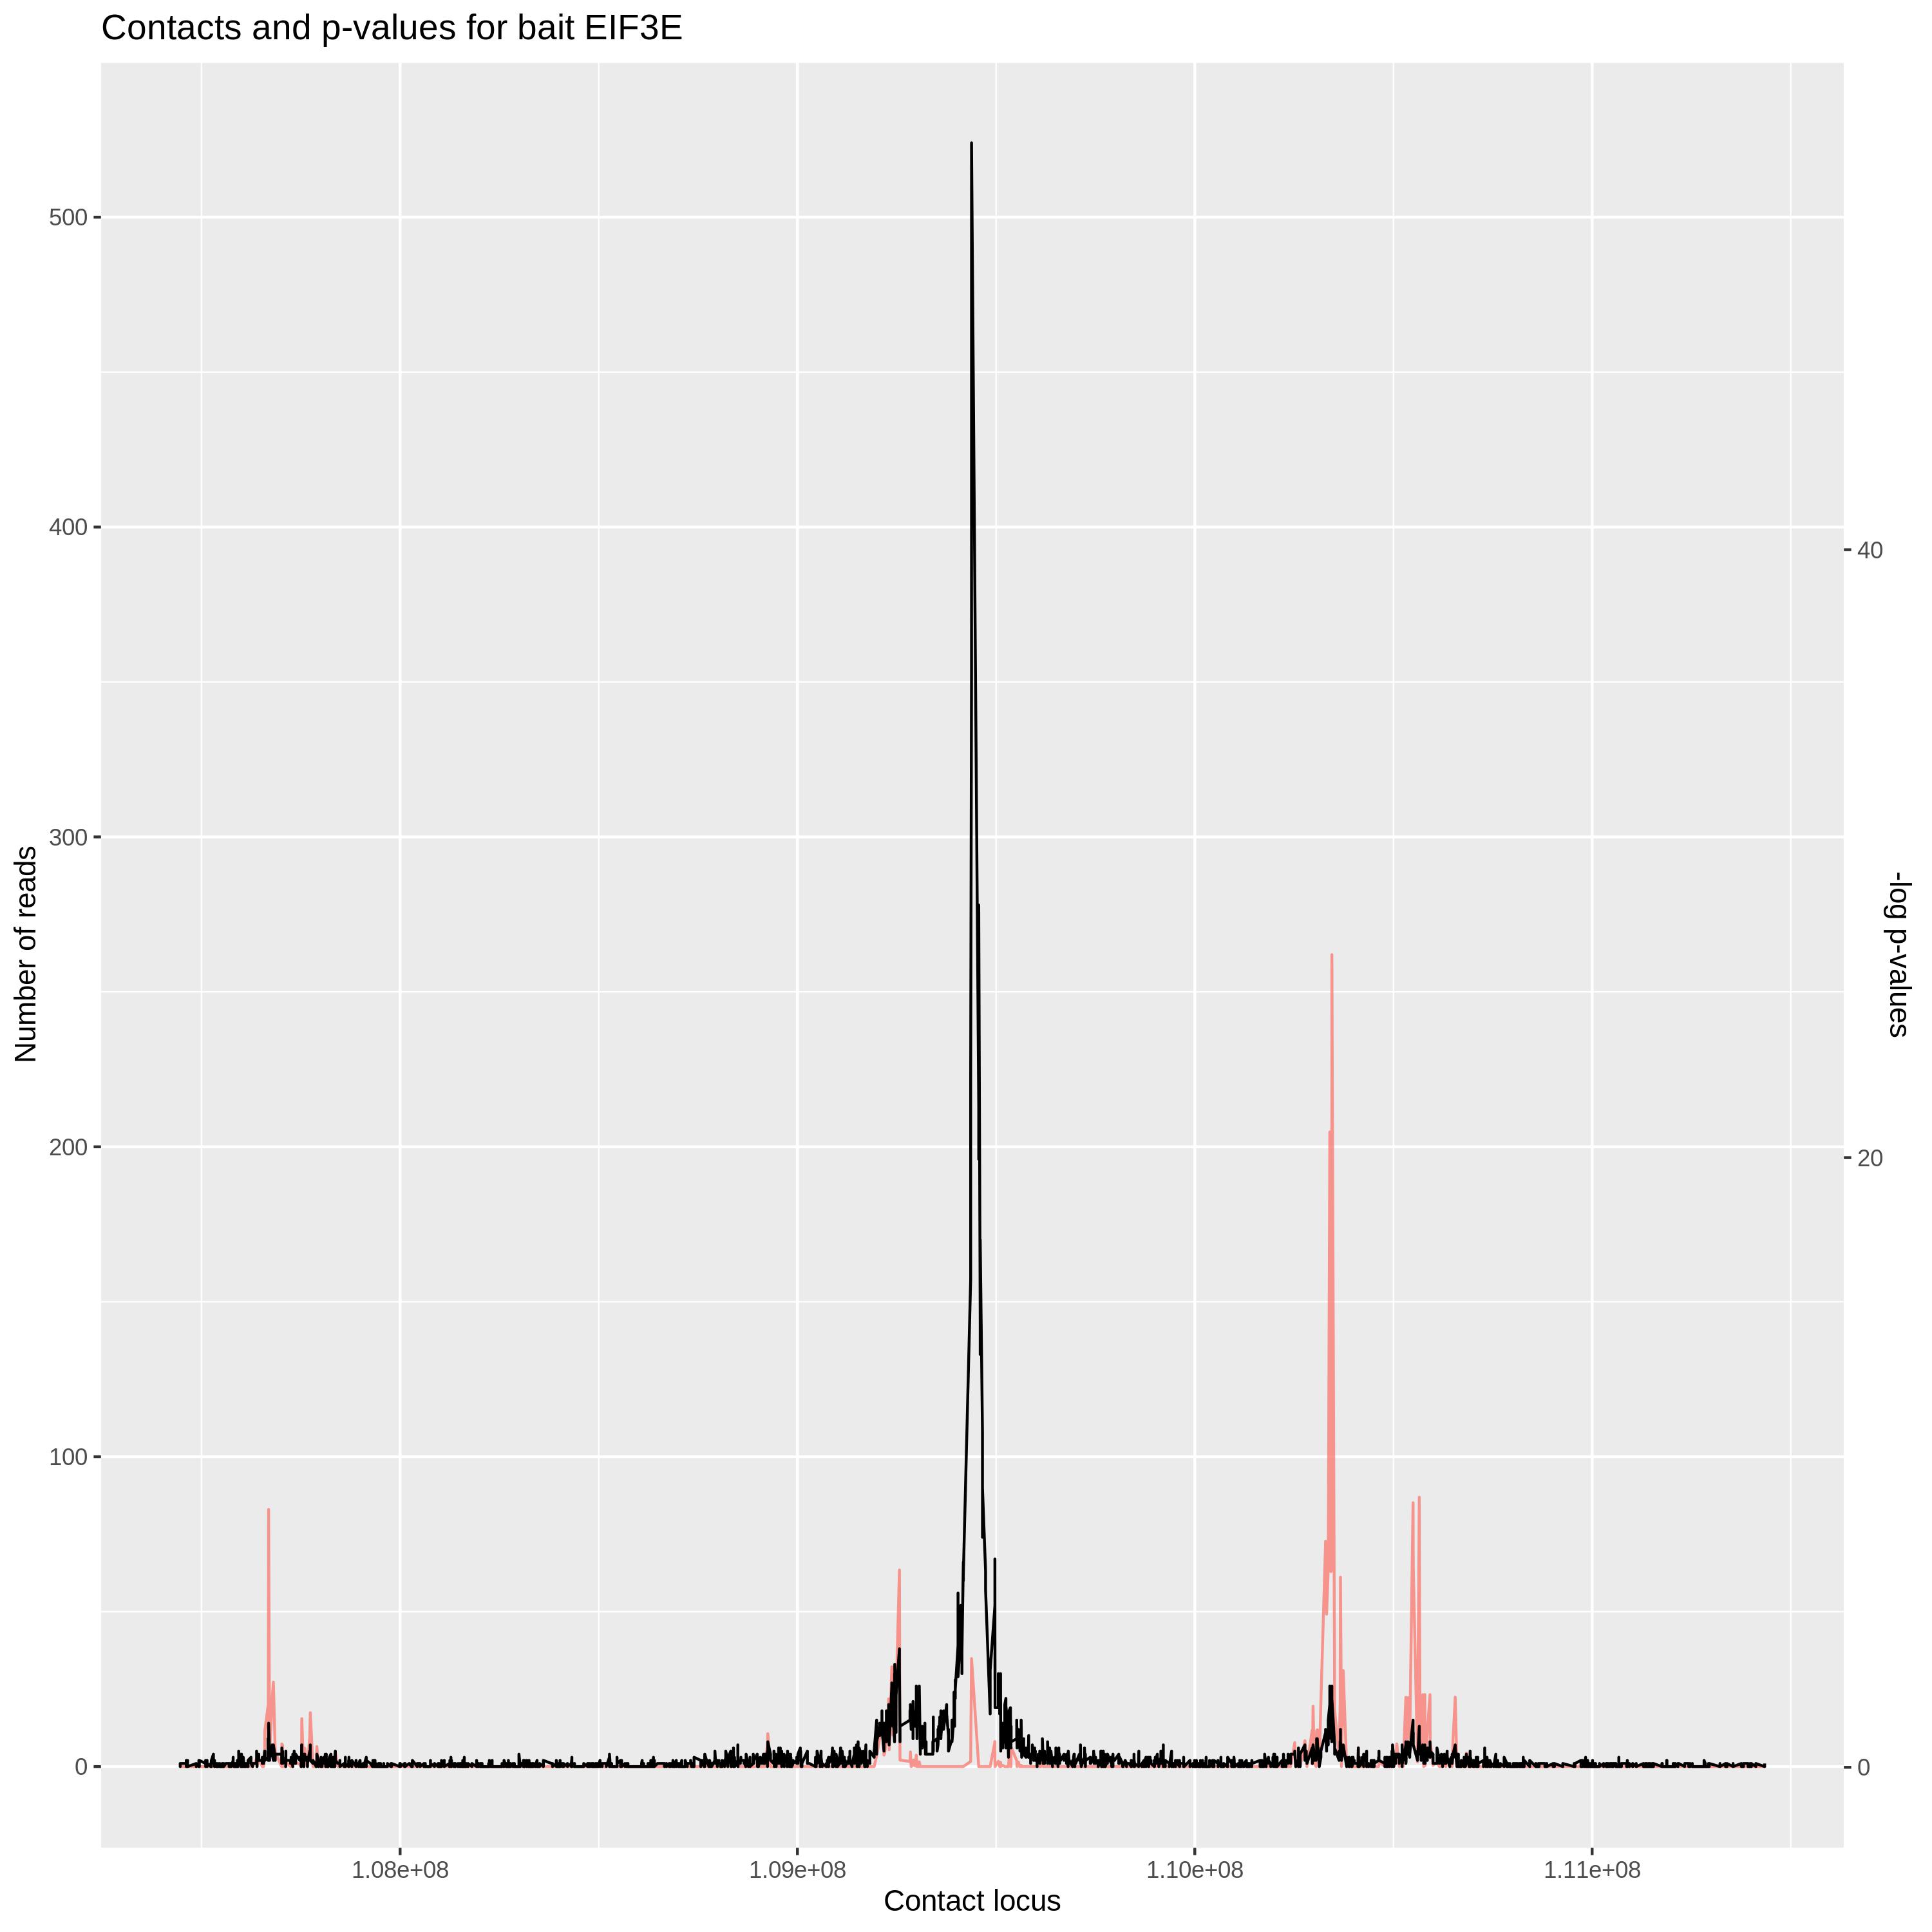 Contacts and p-values for bait EIF3E
500
400
300
200
100
0
Number of reads
40
20
0
-log p-values
1.08e+08
1.09e+08
1.10e+08
1.11e+08
Contact locus